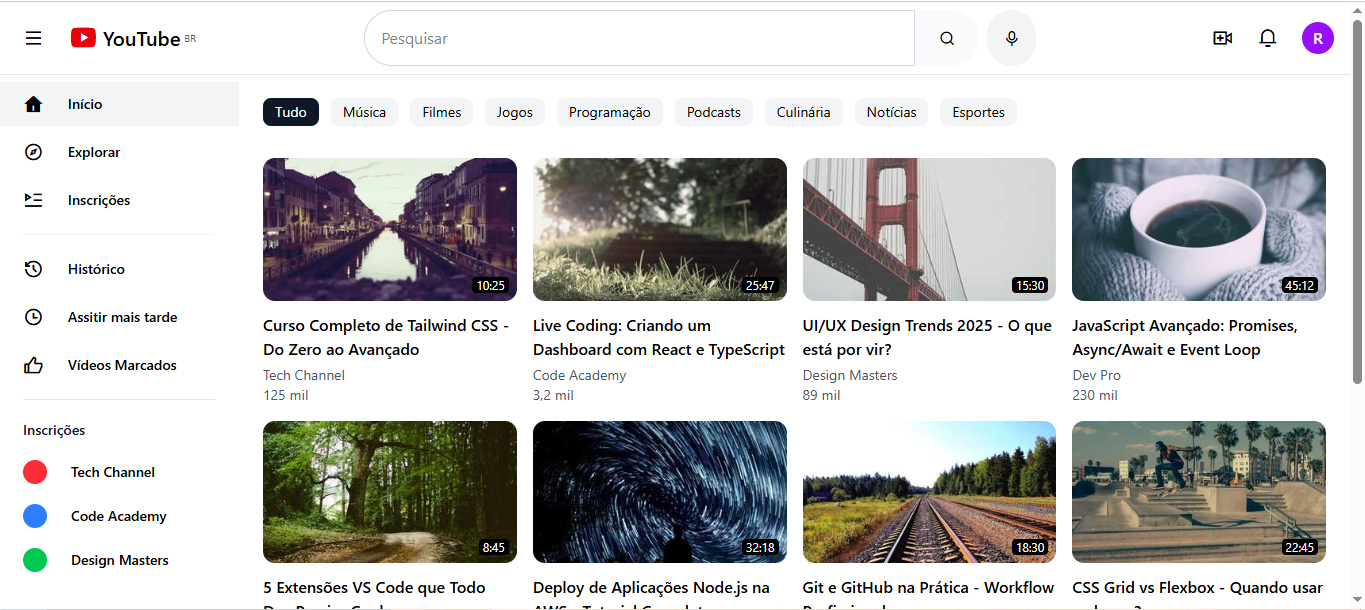 YouTube BR
Pesquisar
R
Início
Explorar
Inscrições
Histórico
Assitir mais tarde
Vídeos Marcados
Inscrições
Tech Channel
Code Academy
Design Masters
Tudo Música Filmes Jogos Programação Podcasts Culinária Notícias Esportes
10:25
25:47
15:30
45:12
Curso Completo de Tailwind CSS -
Do Zero ao Avançado
Tech Channel
125 mil
Live Coding: Criando um
Dashboard com React e TypeScript
Code Academy
3,2 mil
UI/UX Design Trends 2025 - O que
está por vir?
Design Masters
89 mil
JavaScript Avançado: Promises,
Async/Await e Event Loop
Dev Pro
230 mil
8:45
32:18
18:30
22:45
5 Extensões VS Code que Todo
Deploy de Aplicações Node.js na
Git e GitHub na Prática - Workflow
CSS Grid vs Flexbox - Quando usar